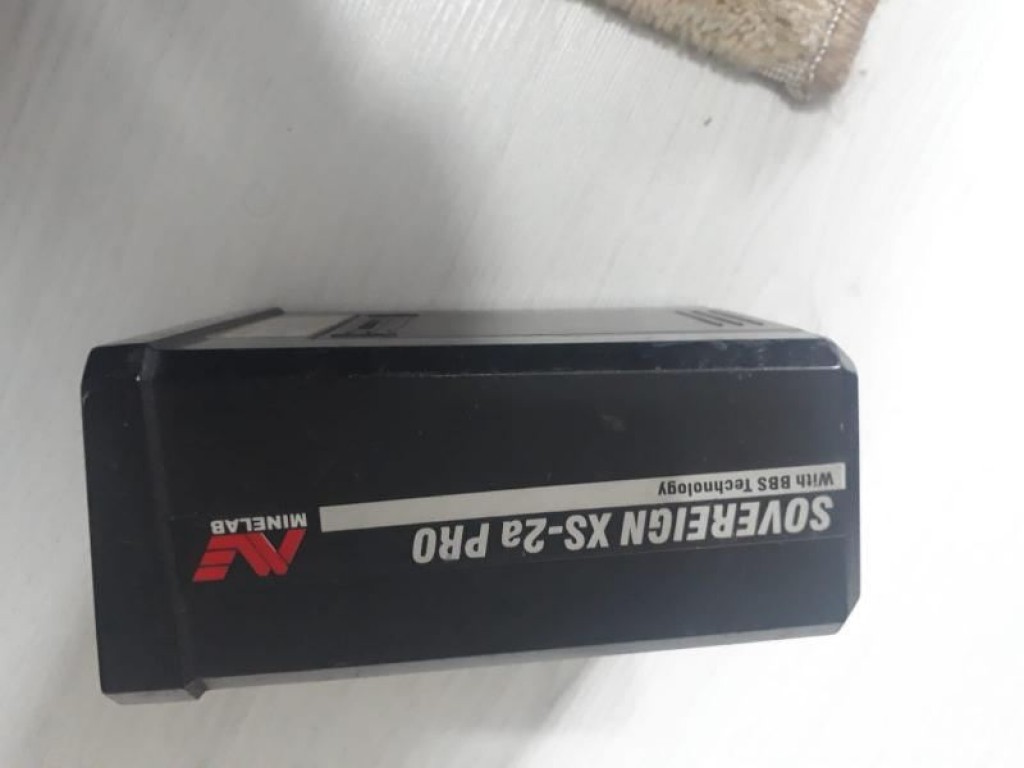 SOVEREIGN XS-2a PRO
With BBS Technology
MINELAB